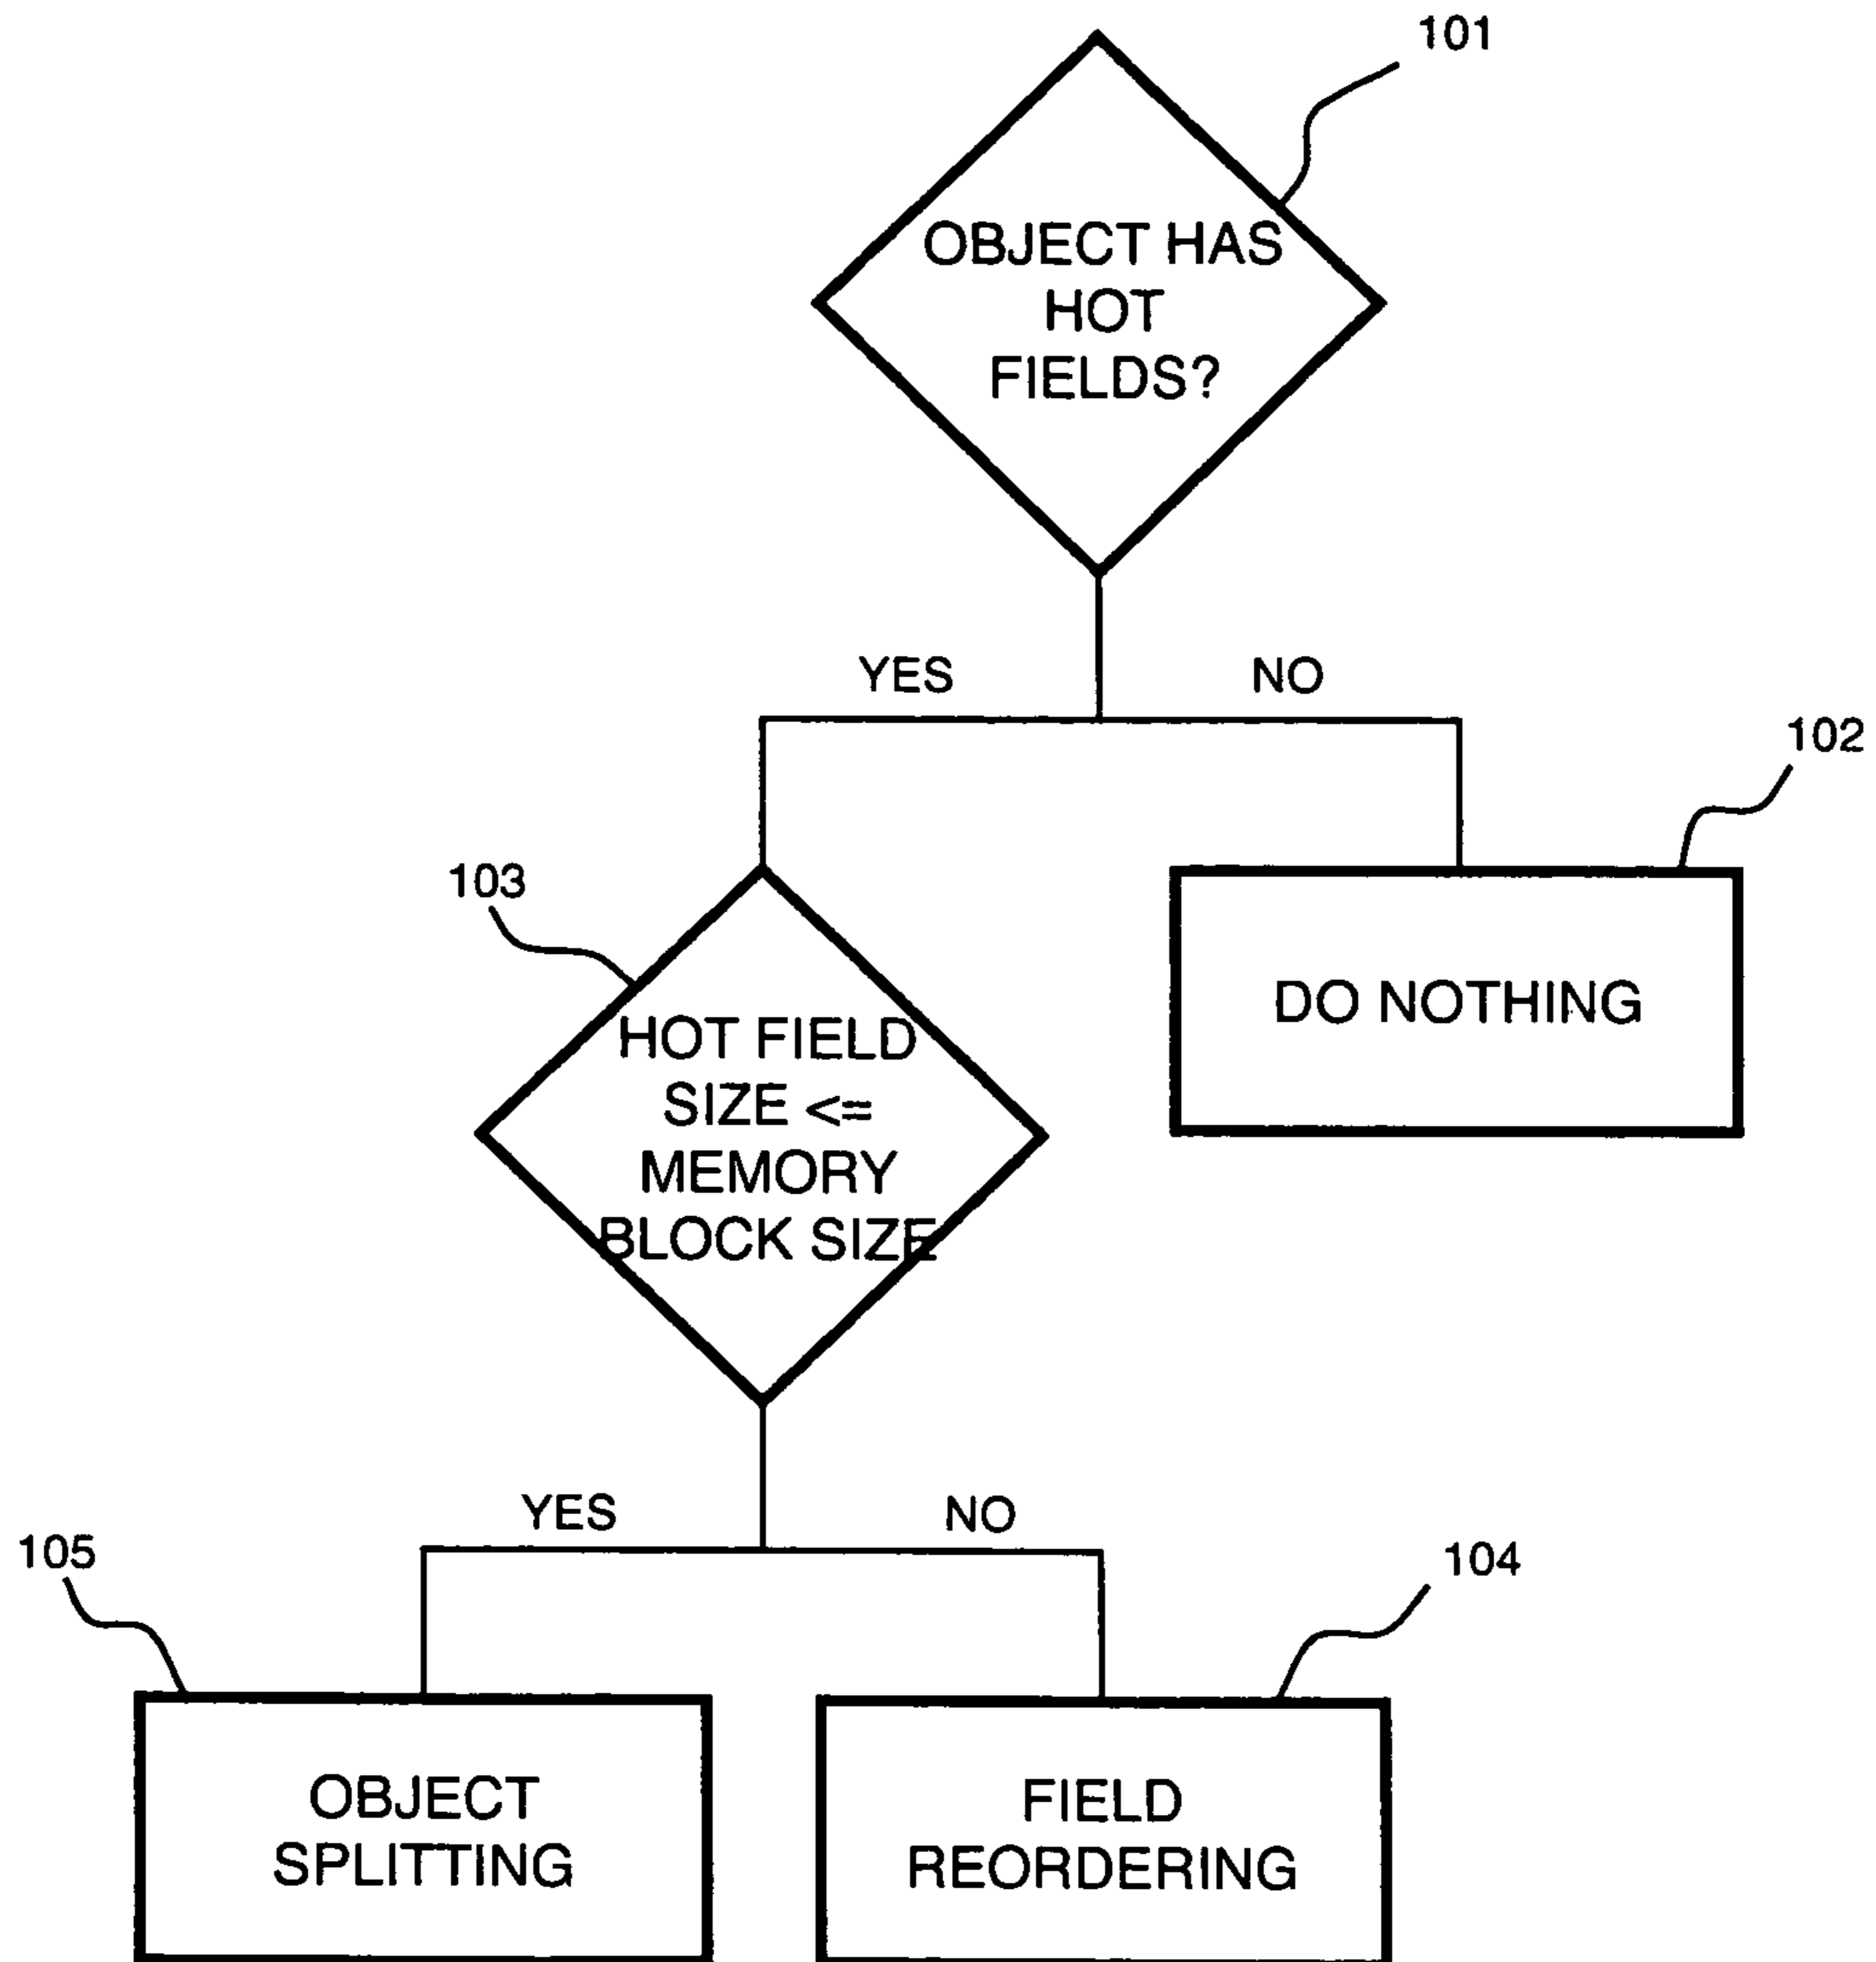 101
OBJECT HAS
HOT
FIELDS?
YES
NO
102
103
DO NOTHING
HOT FIELD
SIZE <=
MEMORY
BLOCK SIZE
YES
NO
105
104
OBJECT
SPLITTING
FIELD
REORDERING